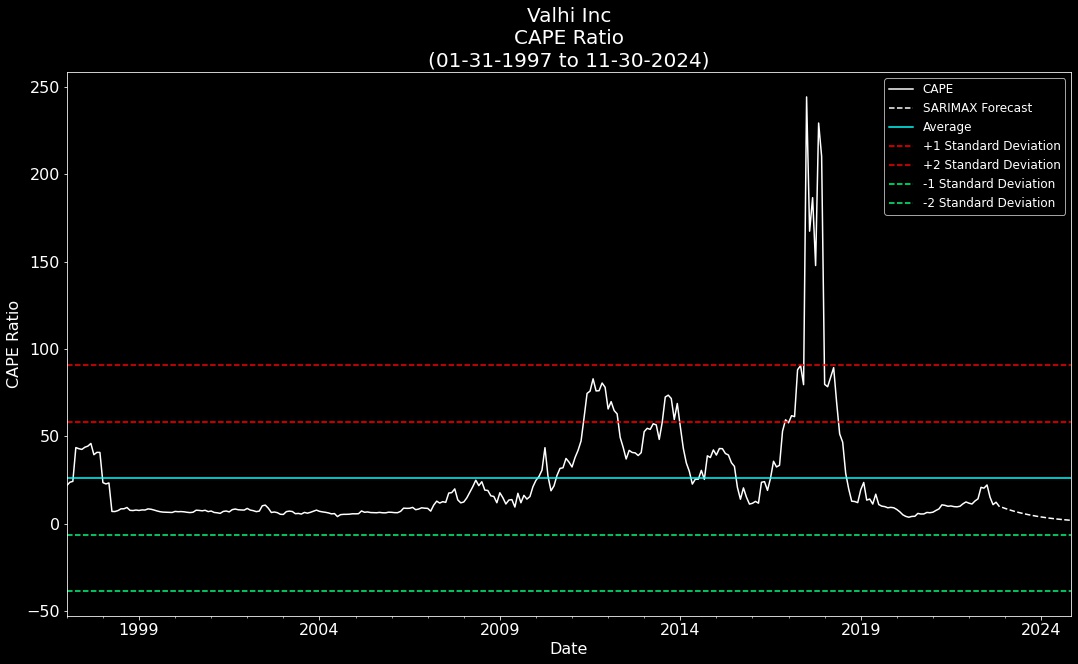 Valhi Inc
CAPE Ratio
(01-31-1997 to 11-30-2024)
CAPE
SARIMAX Forecast
Average
+1 Standard Deviation
+2 Standard Deviation
-1 Standard Deviation
-2 Standard Deviation
CAPE Ratio
250
200
150
100
50
0
−50
1999
2004
2009
2014
2019
2024
Date